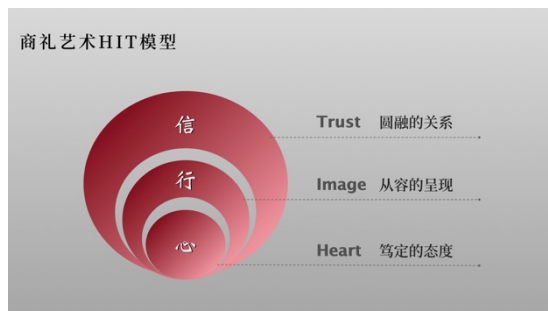 商礼艺术HIT模型
信
Trust 圆融的关系
行
Image 从容的呈现
心
Heart 笃定的态度